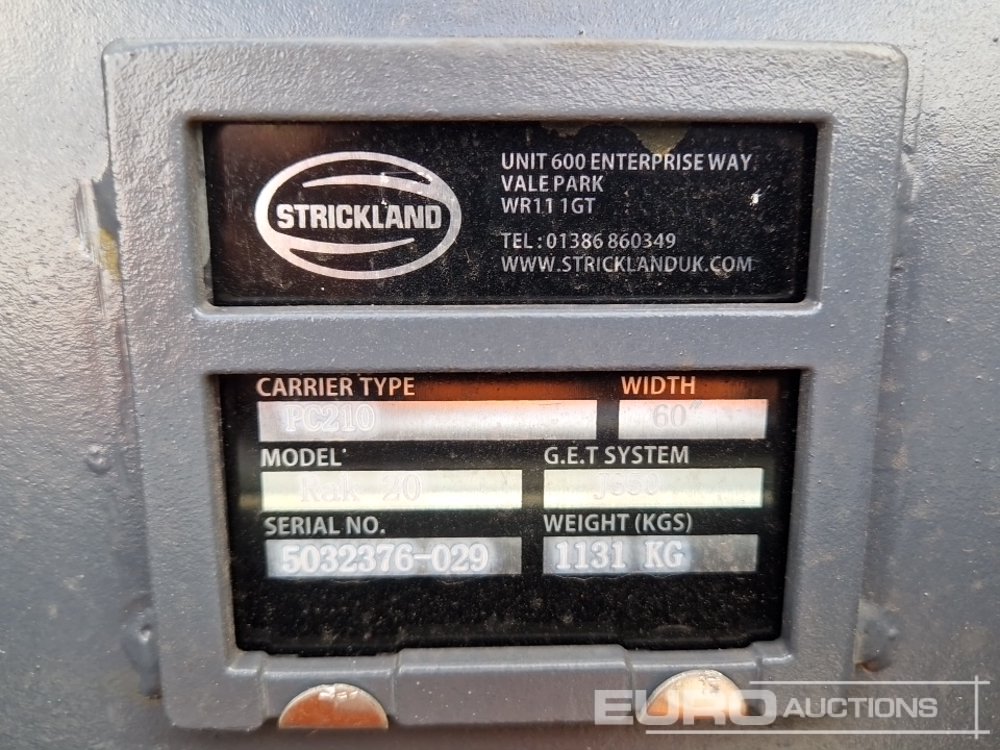 STRICKLAND
UNIT 600 ENTERPRISE WAY
VALE PARK
WR11 1GT
TEL : 01386 860349
WWW.STRICKLANDUK.COM
CARRIER TYPE
WIDTH
PC210
60"
MODEL
G.E.T SYSTEM
Rak 20
SERIAL NO.
WEIGHT (KGS)
5032376-029
1131 KG
EURO AUCTIONS